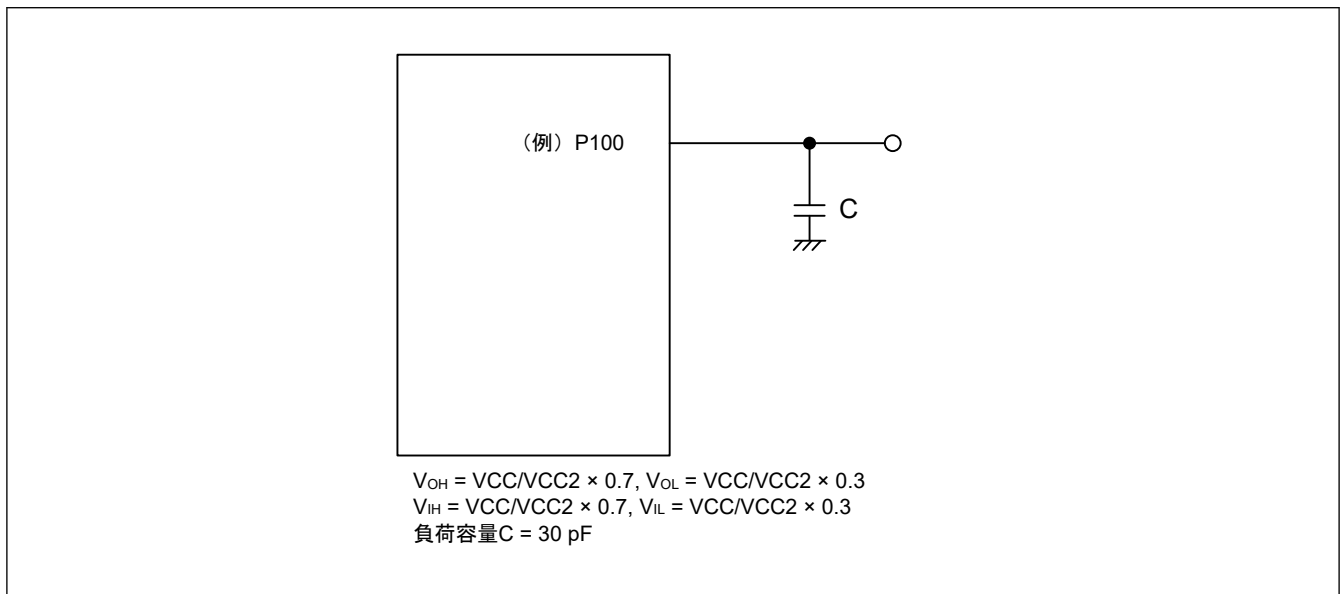 （例）P100
C
VOH = VCC/VCC2 × 0.7, VOL = VCC/VCC2 × 0.3
VIH = VCC/VCC2 × 0.7, VIL = VCC/VCC2 × 0.3
負荷容量C = 30 pF